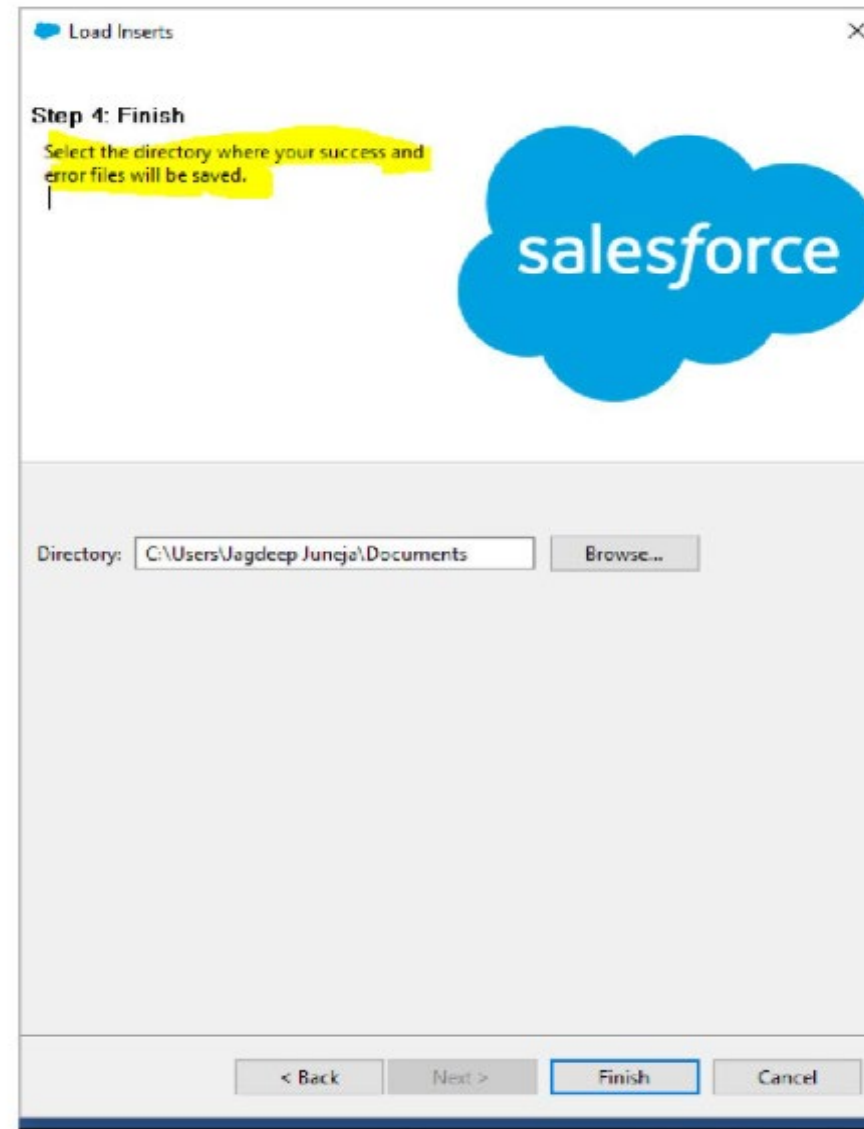 Load Inserts
Step 4: Finish
Select the directory where your success and
error files will be saved.
salesforce
Directory: C:\Users\Jagdeep Juneja\Documents Browse...
< Back Next > Finish Cancel